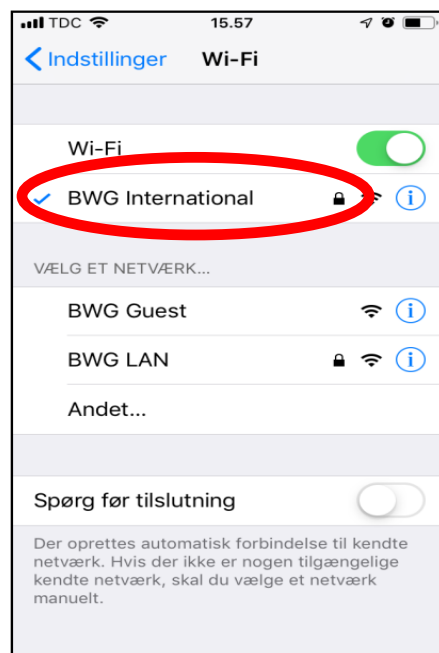 TDC 15.57
Indstillinger Wi-Fi
Wi-Fi
BWG International
VÆLG ET NETVÆRK...
BWG Guest
BWG LAN
Andet...
Spørg før tilslutning
Der oprettes automatisk forbindelse til kendte
netværk. Hvis der ikke er nogen tilgængelige
kendte netværk, skal du vælge et netværk
manuelt.